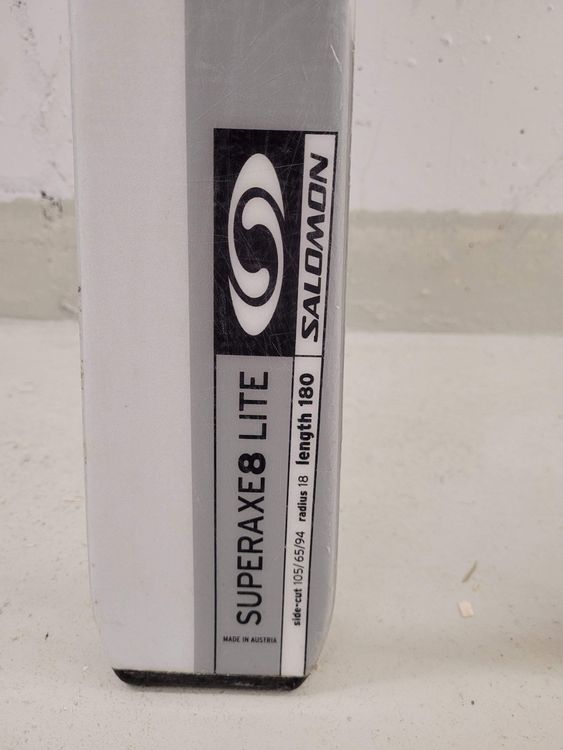 SALOMON
SUPERAXE8 LITE
side-cut 105/65/94 radius 18 length 180
MADE IN AUSTRIA